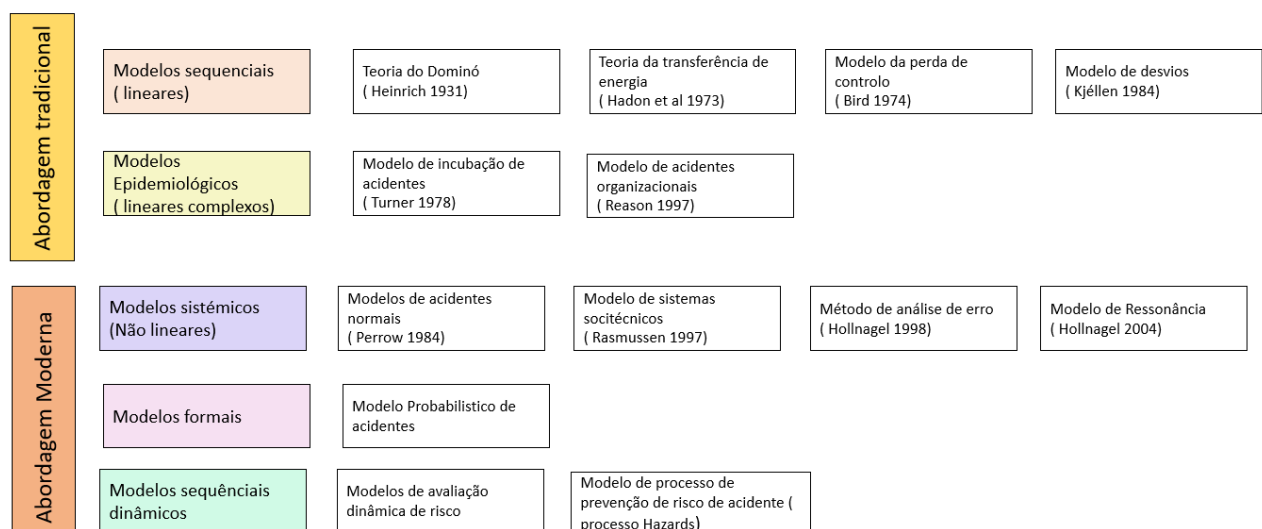 Abordagem tradicional
Modelos sequenciais
( lineares)
Teoria do Dominó
( Heinrich 1931)
Teoria da transferência de
energia
( Hadon et al 1973)
Modelo da perda de
controlo
( Bird 1974)
Modelo de desvios
( Kjéllen 1984)
Modelos
Epidemiológicos
( lineares complexos)
Modelo de incubação de
acidentes
( Turner 1978)
Modelo de acidentes
organizacionais
( Reason 1997)
Abordagem Moderna
Modelos sistémicos
(Não lineares)
Modelos de acidentes
normais
( Perrow 1984)
Modelo de sistemas
socitécnicos
( Rasmussen 1997)
Método de análise de erro
( Hollnagel 1998)
Modelo de Ressonância
( Hollnagel 2004)
Modelos formais
Modelo Probabilistico de
acidentes
Modelos sequênciais
dinâmicos
Modelos de avaliação
dinâmica de risco
Modelo de processo de
prevenção de risco de acidente (
processo Hazards)